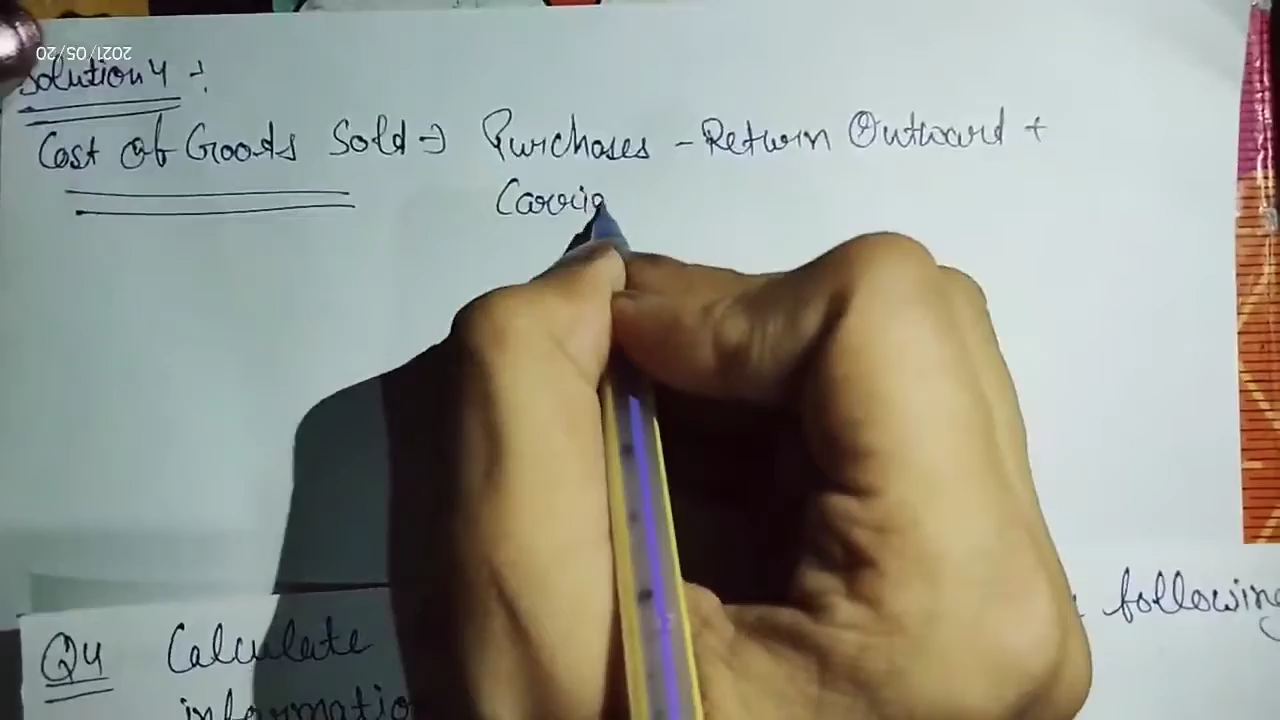 2021/05/20
Solution 4 :
Cost of Goods Sold → Purchases - Return Outward +
Carria
following
Q4 Calculate
informatio